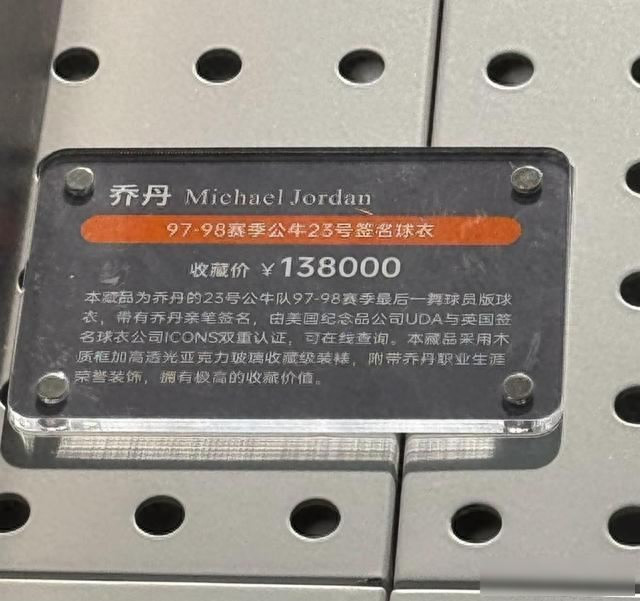 乔丹 Michael Jordan
97-98赛季公牛23号签名球衣
收藏价 ¥138000
本藏品为乔丹的23号公牛队97-98赛季最后一舞球员版球
衣，带有乔丹亲笔签名，由美国纪念品公司UDA与英国签
名球衣公司ICONS双重认证，可在线查询。本藏品采用木
质框加高透光亚克力玻璃收藏级装裱，附带乔丹职业生涯
荣誉装饰，拥有极高的收藏价值。